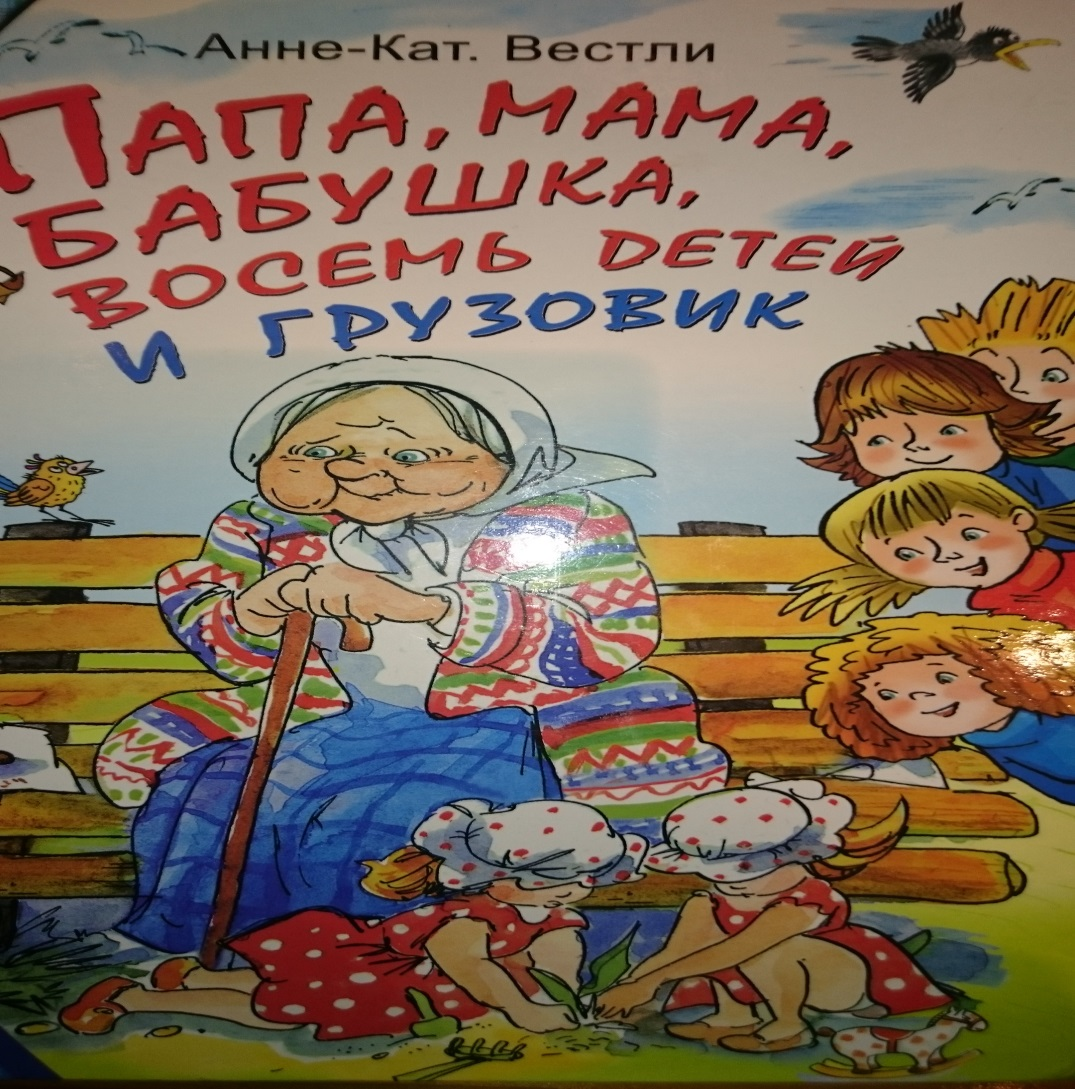 Анне-Кат. Вестли
Папа, мама,
бабушка,
восемь детей
и грузовик